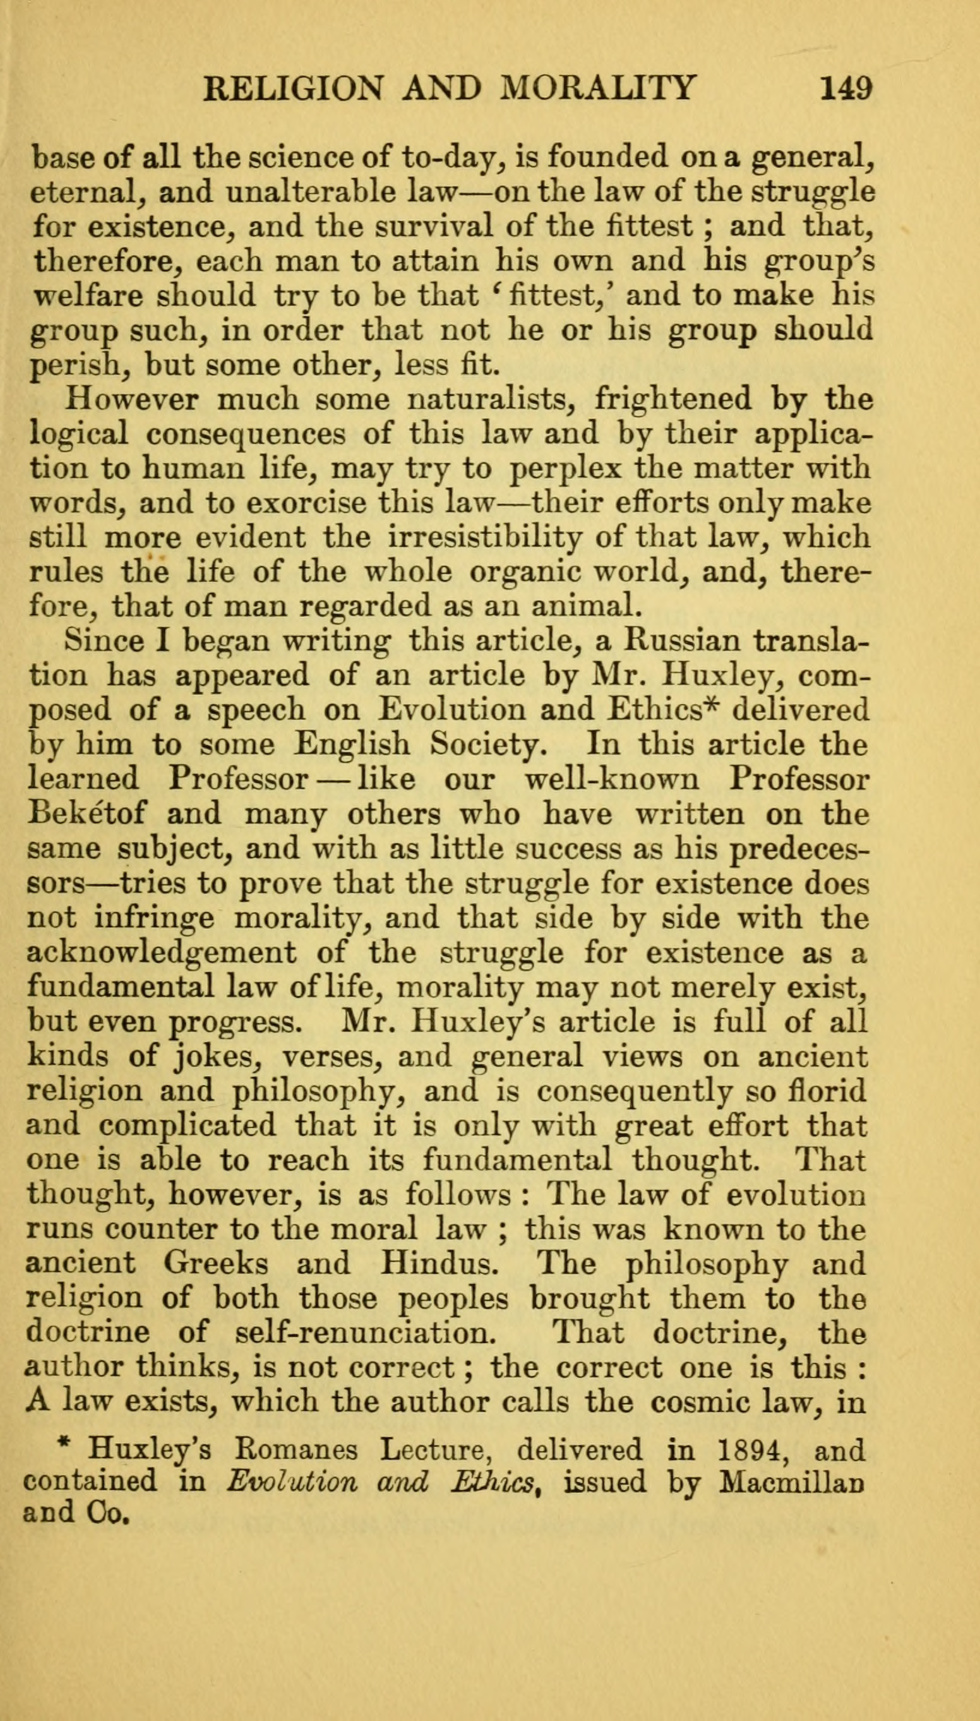 RELIGION AND MORALITY 149
base of all the science of to-day, is founded on a general,
eternal, and unalterable law—on the law of the struggle
for existence, and the survival of the fittest ; and that,
therefore, each man to attain his own and his group's
welfare should try to be that ‘ fittest,’ and to make his
group such, in order that not he or his group should
perish, but some other, less fit.
However much some naturalists, frightened by the
logical consequences of this law and by their applica-
tion to human life, may try to perplex the matter with
words, and to exorcise this law—their efforts only make
still more evident the irresistibility of that law, which
rules the life of the whole organic world, and, there-
fore, that of man regarded as an animal.
Since I began writing this article, a Russian transla-
tion has appeared of an article by Mr. Huxley, com-
posed of a speech on Evolution and Ethics* delivered
by him to some English Society. In this article the
learned Professor — like our well-known Professor
Bekétof and many others who have written on the
same subject, and with as little success as his predeces-
sors—tries to prove that the struggle for existence does
not infringe morality, and that side by side with the
acknowledgement of the struggle for existence as a
fundamental law of life, morality may not merely exist,
but even progress. Mr. Huxley's article is full of all
kinds of jokes, verses, and general views on ancient
religion and philosophy, and is consequently so florid
and complicated that it is only with great effort that
one is able to reach its fundamental thought. That
thought, however, is as follows : The law of evolution
runs counter to the moral law ; this was known to the
ancient Greeks and Hindus. The philosophy and
religion of both those peoples brought them to the
doctrine of self-renunciation. That doctrine, the
author thinks, is not correct ; the correct one is this :
A law exists, which the author calls the cosmic law, in
* Huxley's Romanes Lecture, delivered in 1894, and
contained in Evolution and Ethics, issued by Macmillan
and Co.